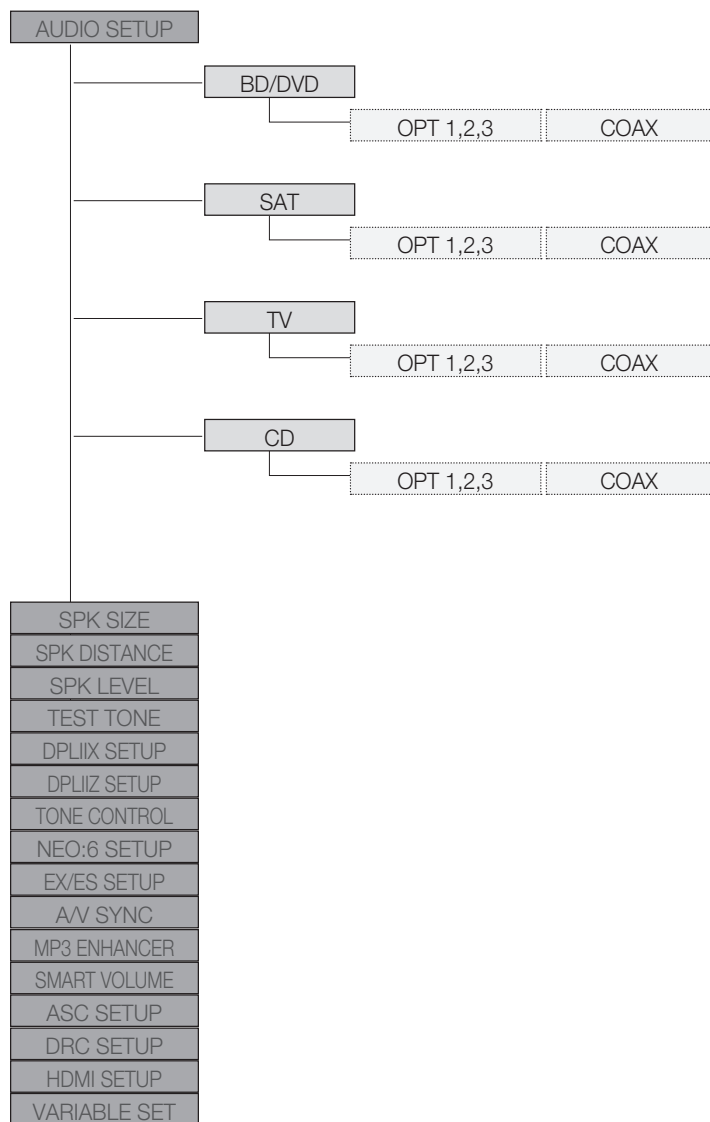 AUDIO SETUP
BD/DVD
OPT 1,2,3 COAX
SAT
OPT 1,2,3 COAX
TV
OPT 1,2,3 COAX
CD
OPT 1,2,3 COAX
SPK SIZE
SPK DISTANCE
SPK LEVEL
TEST TONE
DPLIIX SETUP
DPLIIZ SETUP
TONE CONTROL
NEO:6 SETUP
EX/ES SETUP
A/V SYNC
MP3 ENHANCER
SMART VOLUME
ASC SETUP
DRC SETUP
HDMI SETUP
VARIABLE SET